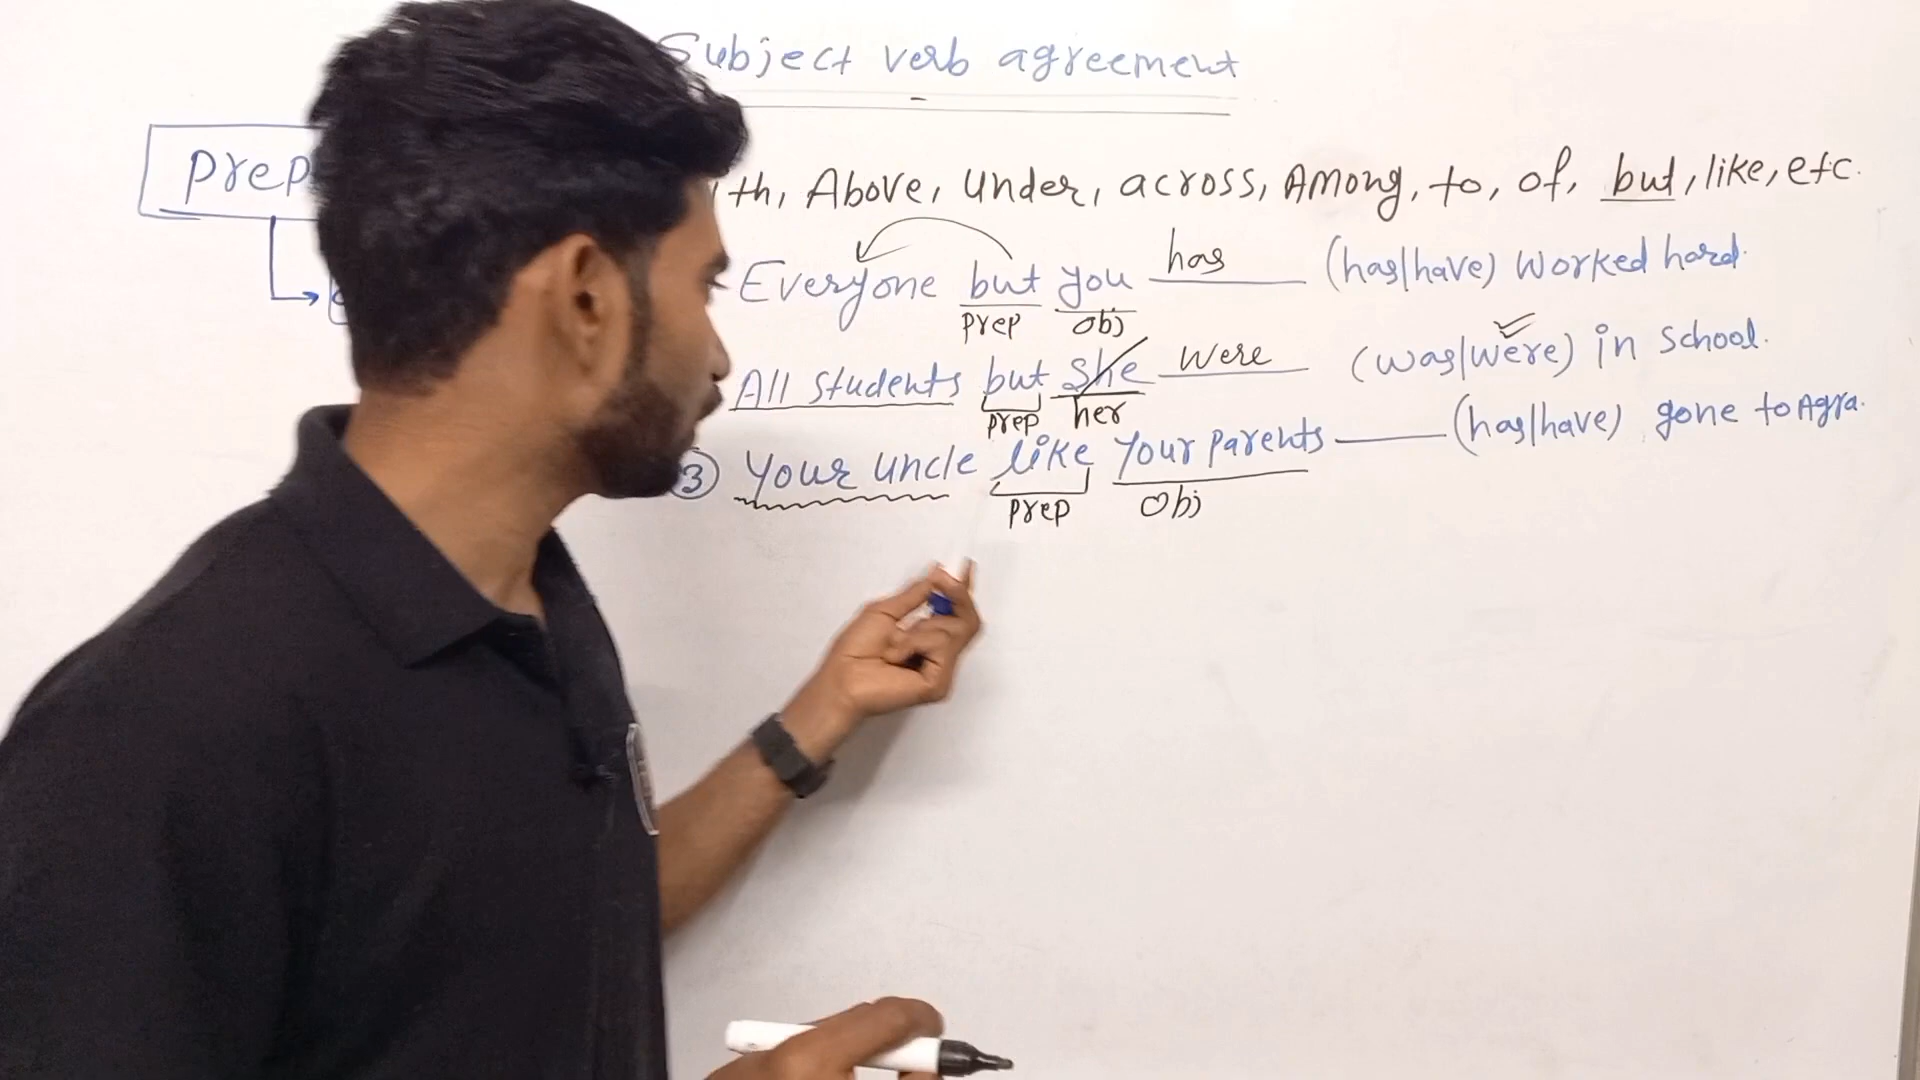 Subject verb agreement
Prep
th, Above, Under, across, Among, to, of, but, like, etc.
Everyone but you has (has/have) worked hard.
prep obj
All students but she were (was/were) in school.
prep her
③ Your uncle like Your parents (has/have) gone to Agra.
prep obj